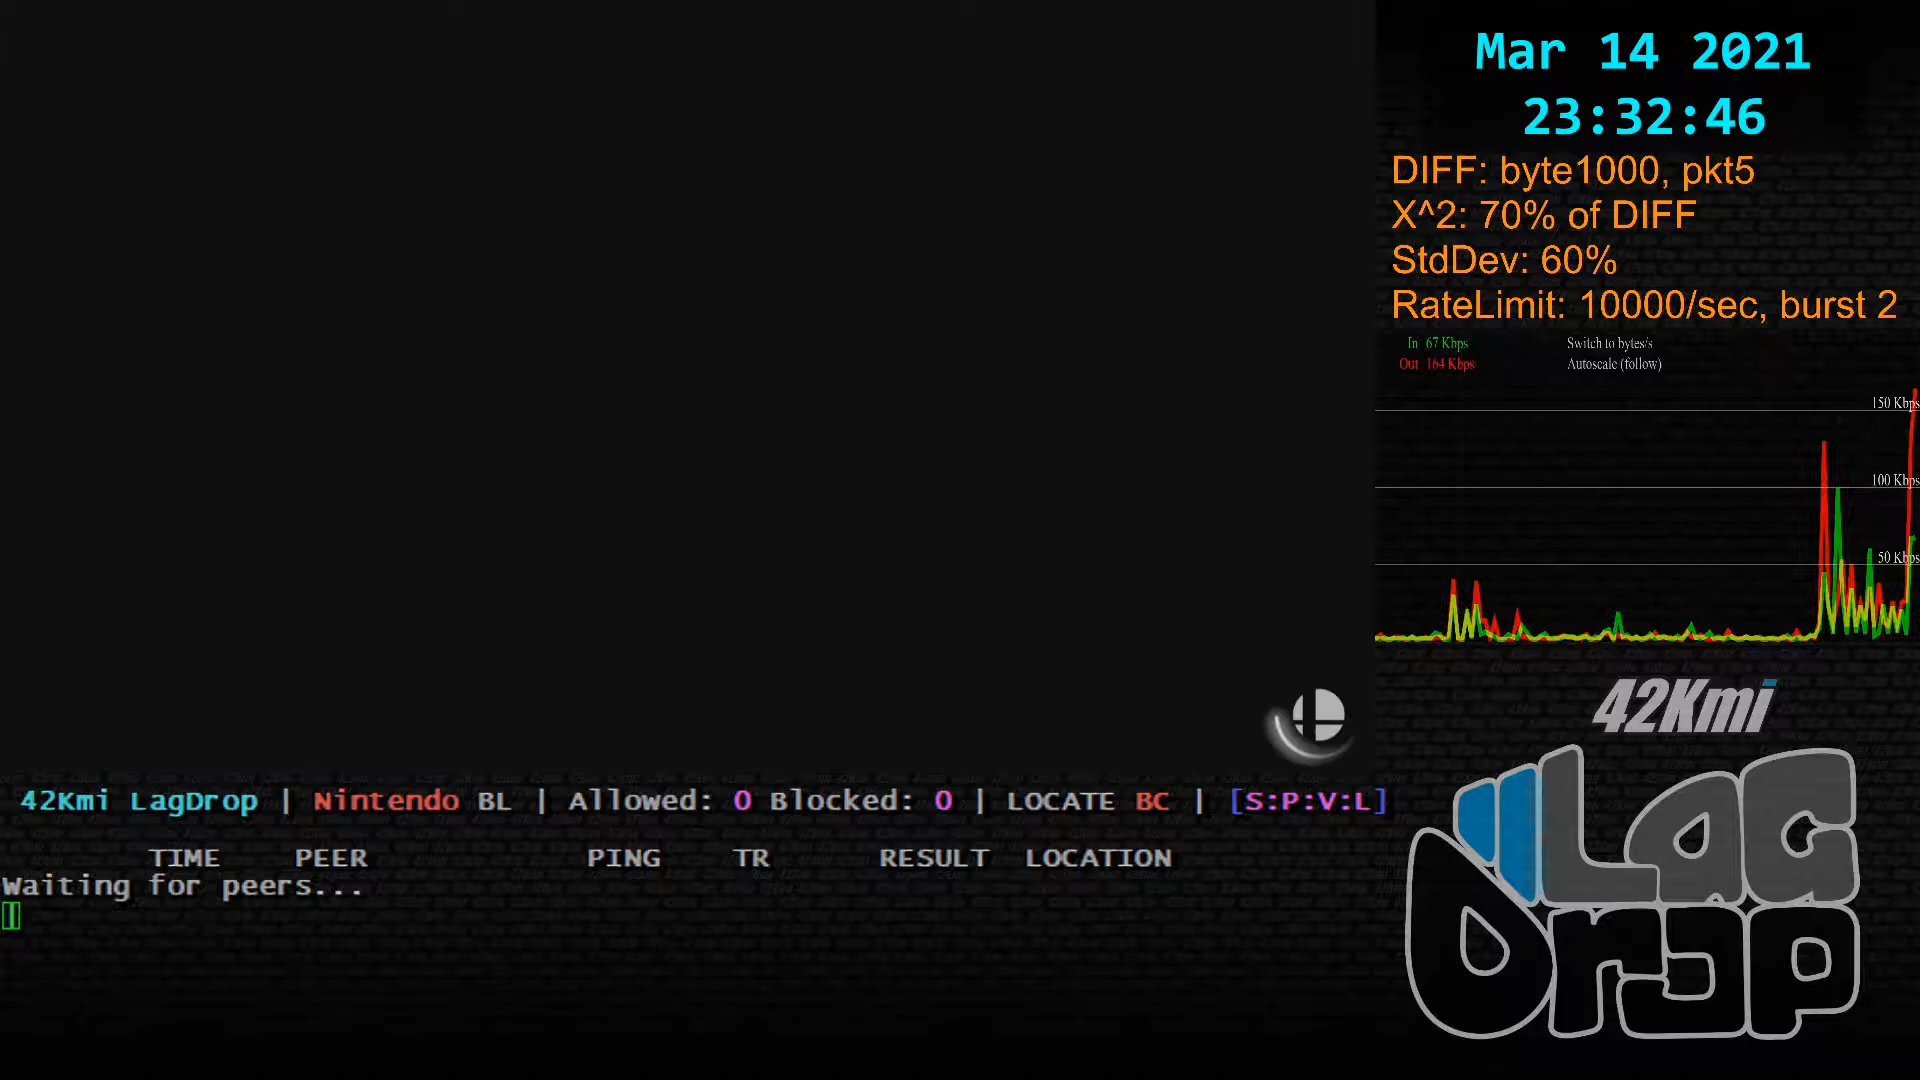 Mar 14 2021
23:32:46
DIFF: byte1000, pkt5
X^2: 70% of DIFF
StdDev: 60%
RateLimit: 10000/sec, burst 2
In 67 Kbps
Switch to bytes/s
Out 164 Kbps
Autoscale (follow)
150 Kbps
100 Kbps
50 Kbps
42Kmi
LAG
Drop
42Kmi LagDrop | Nintendo BL | Allowed: 0 Blocked: 0 | LOCATE BC | [S:P:V:L]
TIME PEER PING TR RESULT LOCATION
Waiting for peers...